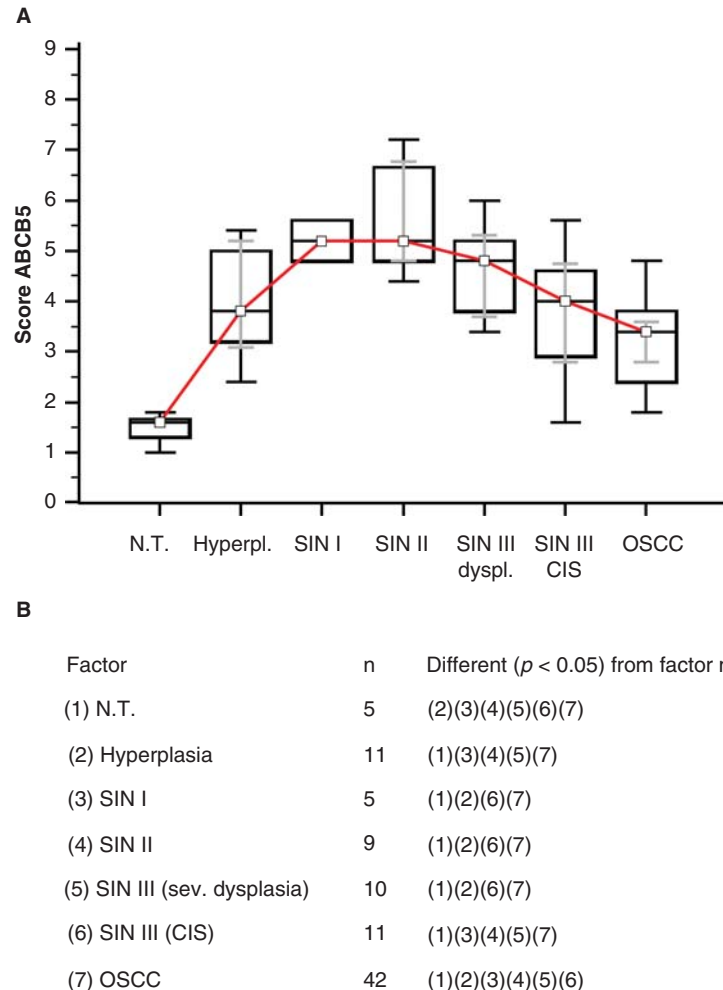 A
9
8
7
6
5
4
3
2
1
0
Score ABCB5
N.T. Hyperpl. SIN I SIN II SIN III SIN III OSCC
dyspl. CIS
B
Factor n Different (p < 0.05) from factor
(1) N.T. 5 (2)(3)(4)(5)(6)(7)
(2) Hyperplasia 11 (1)(3)(4)(5)(7)
(3) SIN I 5 (1)(2)(6)(7)
(4) SIN II 9 (1)(2)(6)(7)
(5) SIN III (sev. dysplasia) 10 (1)(2)(6)(7)
(6) SIN III (CIS) 11 (1)(3)(4)(5)(7)
(7) OSCC 42 (1)(2)(3)(4)(5)(6)